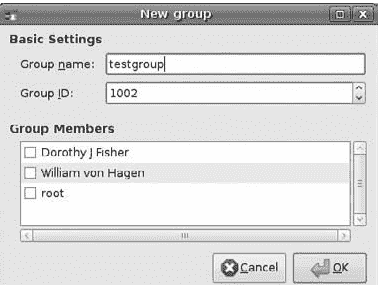 New group
Basic Settings
Group name: testgroup
Group ID: 1002
Group Members
Dorothy J Fisher
William von Hagen
root
Cancel OK